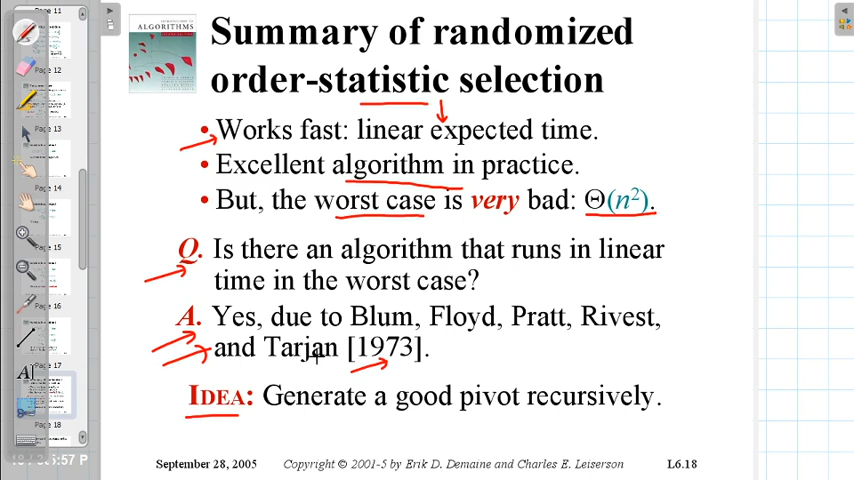 Page 11
Page 12
Page 13
Page 14
Page 15
Page 16
Page 17
Page 18
ALGORITHMS
Summary of randomized
order-statistic selection
• Works fast: linear expected time.
• Excellent algorithm in practice.
• But, the worst case is very bad: Θ(n²).
Q. Is there an algorithm that runs in linear
time in the worst case?
A. Yes, due to Blum, Floyd, Pratt, Rivest,
and Tarjan [1973].
IDEA: Generate a good pivot recursively.
September 28, 2005 Copyright © 2001-5 by Erik D. Demaine and Charles E. Leiserson L6.18